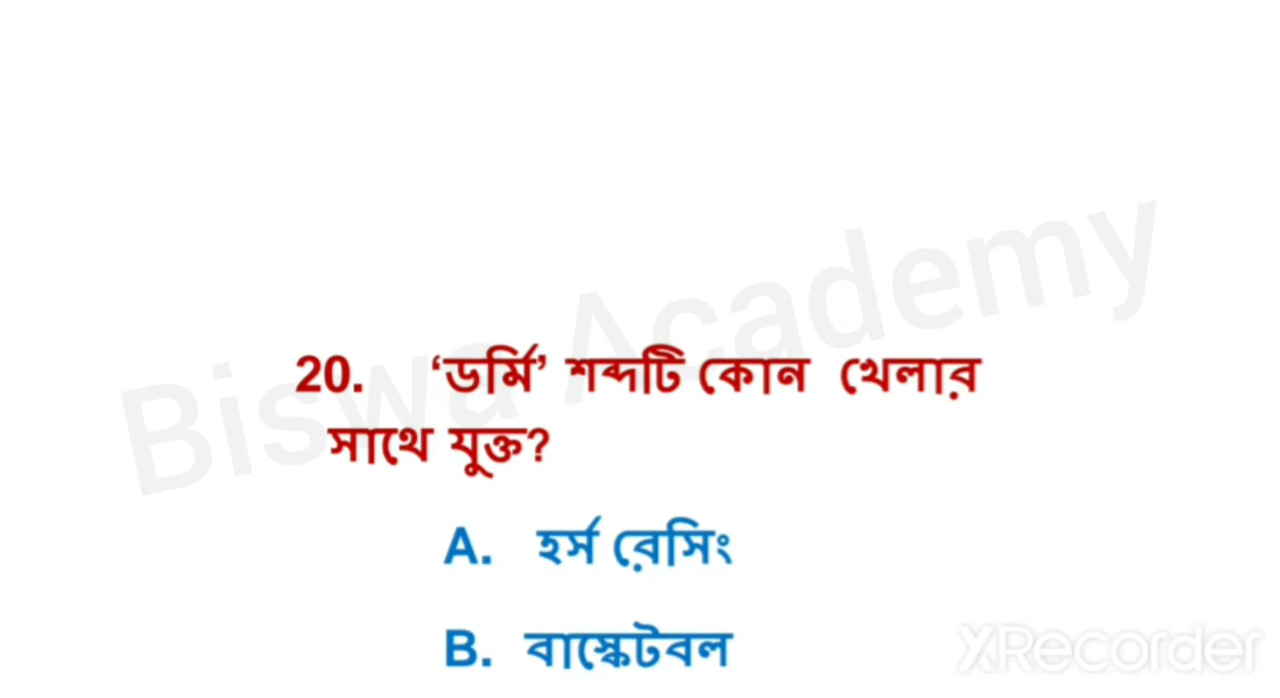 Biswa Academy
20. ‘ডর্মি’ শব্দটি কোন খেলার
সাথে যুক্ত?
A. হর্স রেসিং
B. বাস্কেটবল
XRecorder